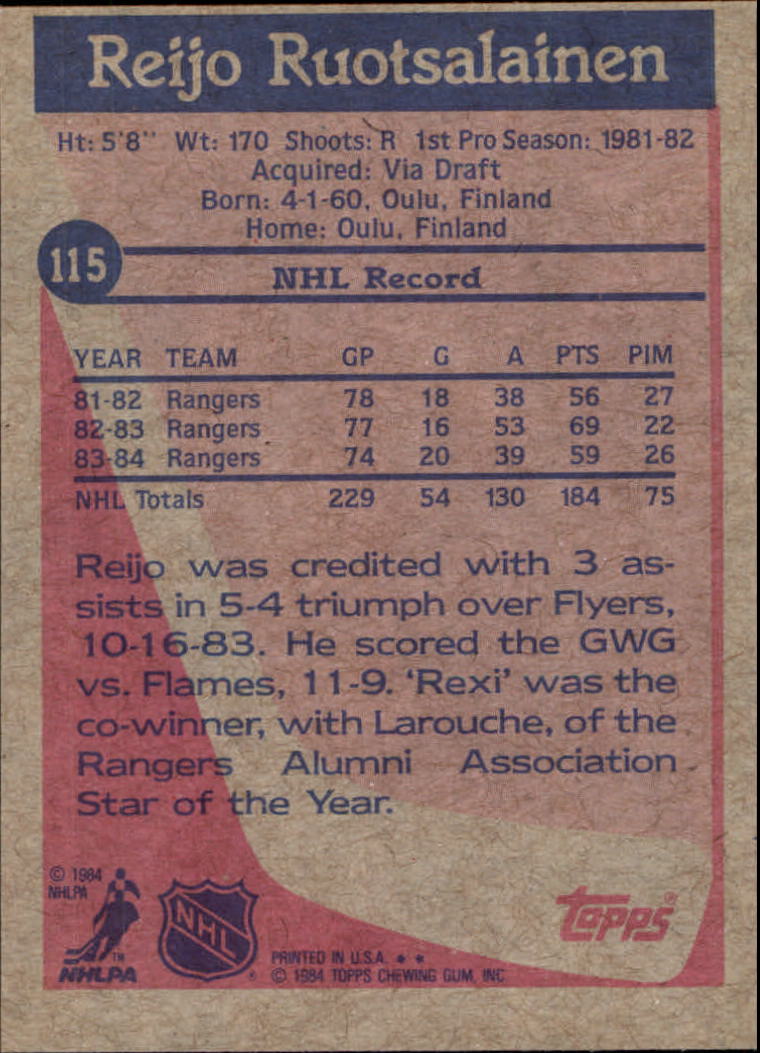 Reijo Ruotsalainen
Ht: 5'8" Wt: 170 Shoots: R 1st Pro Season: 1981-82
Acquired: Via Draft
Born: 4-1-60, Oulu, Finland
Home: Oulu, Finland
115
NHL Record
YEAR TEAM GP G A PTS PIM
81-82 Rangers 78 18 38 56 27
82-83 Rangers 77 16 53 69 22
83-84 Rangers 74 20 39 59 26
NHL Totals 229 54 130 184 75
Reijo was credited with 3 as-
sists in 5-4 triumph over Flyers,
10-16-83. He scored the GWG
vs. Flames, 11-9. 'Rexi' was the
co-winner, with Larouche, of the
Rangers Alumni Association
Star of the Year.
© 1984
NHLPA
TM
NHLPA
NHL
®
PRINTED IN U.S.A. * *
© 1984 TOPPS CHEWING GUM, INC
topps®